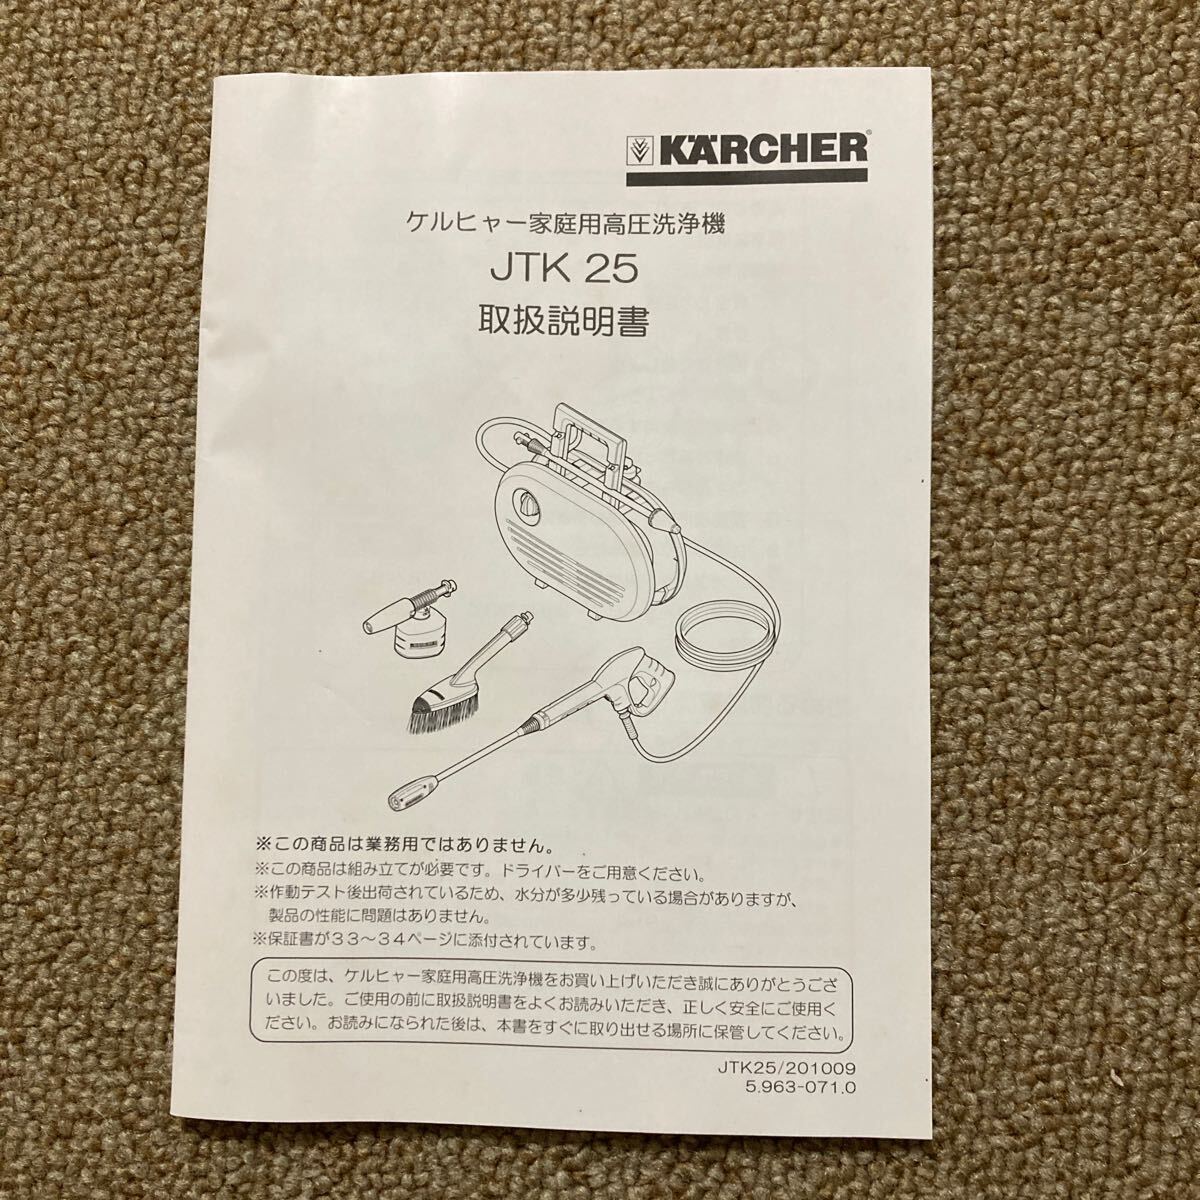 KÄRCHER®
ケルヒャー家庭用高圧洗浄機
JTK 25
取扱説明書
※この商品は業務用ではありません。
※この商品は組み立てが必要です。ドライバーをご用意ください。
※作動テスト後出荷されているため、水分が多少残っている場合がありますが、
製品の性能に問題はありません。
※保証書が33〜34ページに添付されています。
この度は、ケルヒャー家庭用高圧洗浄機をお買い上げいただき誠にありがとうござ
いました。ご使用の前に取扱説明書をよくお読みいただき、正しく安全にご使用く
ださい。お読みになられた後は、本書をすぐに取り出せる場所に保管してください。
JTK25/201009
5.963-071.0